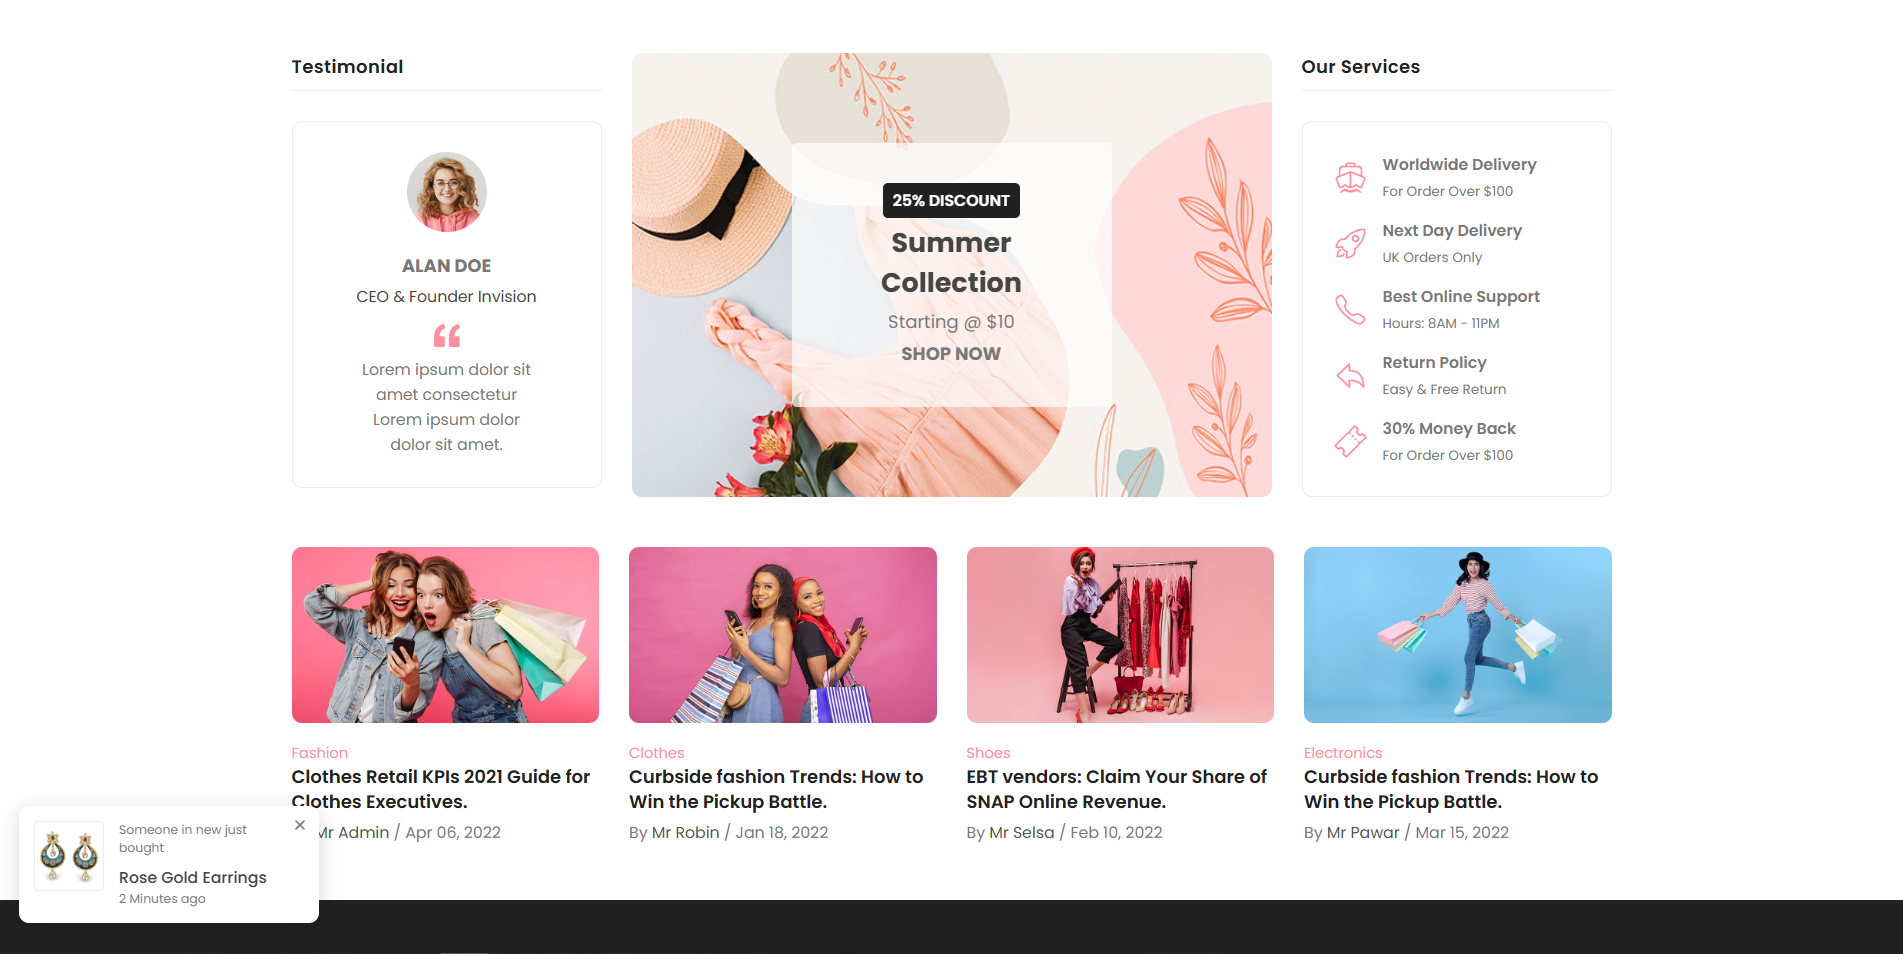 Testimonial
ALAN DOE
CEO & Founder Invision
Lorem ipsum dolor sit
amet consectetur
Lorem ipsum dolor
dolor sit amet.
25% DISCOUNT
Summer
Collection
Starting @ $10
SHOP NOW
Our Services
Worldwide Delivery
For Order Over $100
Next Day Delivery
UK Orders Only
Best Online Support
Hours: 8AM - 11PM
Return Policy
Easy & Free Return
30% Money Back
For Order Over $100
Fashion
Clothes Retail KPIs 2021 Guide for
Clothes Executives.
Mr Admin / Apr 06, 2022
Clothes
Curbside fashion Trends: How to
Win the Pickup Battle.
By Mr Robin / Jan 18, 2022
Shoes
EBT vendors: Claim Your Share of
SNAP Online Revenue.
By Mr Selsa / Feb 10, 2022
Electronics
Curbside fashion Trends: How to
Win the Pickup Battle.
By Mr Pawar / Mar 15, 2022
Someone in new just
bought
Rose Gold Earrings
2 Minutes ago